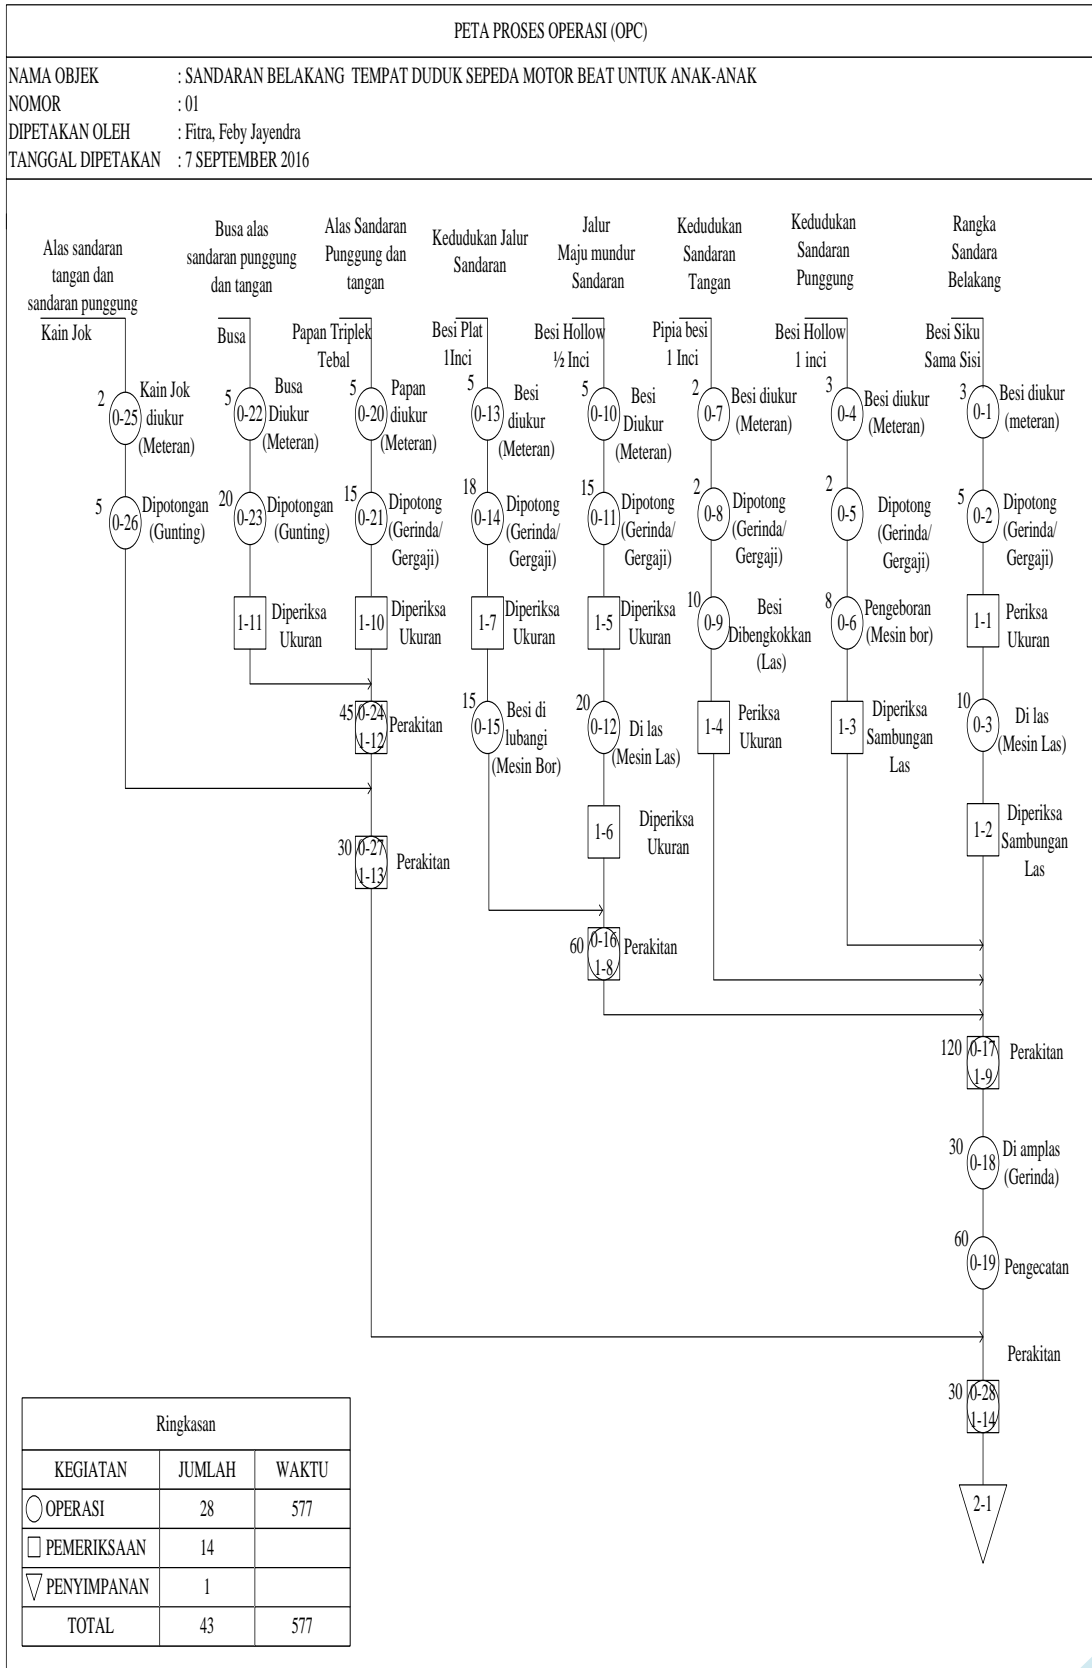 PETA PROSES OPERASI (OPC)
NAMA OBJEK : SANDARAN BELAKANG TEMPAT DUDUK SEPEDA MOTOR BEAT UNTUK ANAK-ANAK
NOMOR : 01
DIPETAKAN OLEH : Fitra, Feby Jayendra
TANGGAL DIPETAKAN : 7 SEPTEMBER 2016
Alas sandaran
tangan dan
sandaran punggung
Kain Jok
2
0-25
Kain Jok
diukur
(Meteran)
5
0-26
Dipotongan
(Gunting)
Busa alas
sandaran punggung
dan tangan
Busa
5
0-22
Busa
Diukur
(Meteran)
20
0-23
Dipotongan
(Gunting)
1-11
Diperiksa
Ukuran
Alas Sandaran
Punggung dan
tangan
Papan Triplek
Tebal
5
0-20
Papan
diukur
(Meteran)
15
0-21
Dipotong
(Gerinda/
Gergaji)
1-10
Diperiksa
Ukuran
45
0-24
1-12
Perakitan
30
0-27
1-13
Perakitan
Kedudukan Jalur
Sandaran
Besi Plat
1Inci
5
0-13
Besi
diukur
(Meteran)
18
0-14
Dipotong
(Gerinda/
Gergaji)
1-7
Diperiksa
Ukuran
15
0-15
Besi di
lubangi
(Mesin Bor)
Jalur
Maju mundur
Sandaran
Besi Hollow
½ Inci
5
0-10
Besi
Diukur
(Meteran)
15
0-11
Dipotong
(Gerinda/
Gergaji)
1-5
Diperiksa
Ukuran
20
0-12
Di las
(Mesin Las)
1-6
Diperiksa
Ukuran
60
0-16
1-8
Perakitan
Kedudukan
Sandaran
Tangan
Pipia besi
1 Inci
2
0-7
Besi diukur
(Meteran)
2
0-8
Dipotong
(Gerinda/
Gergaji)
10
0-9
Besi
Dibengkokkan
(Las)
1-4
Periksa
Ukuran
Kedudukan
Sandaran
Punggung
Besi Hollow
1 inci
3
0-4
Besi diukur
(Meteran)
2
0-5
Dipotong
(Gerinda/
Gergaji)
8
0-6
Pengeboran
(Mesin bor)
1-3
Diperiksa
Sambungan
Las
Rangka
Sandara
Belakang
Besi Siku
Sama Sisi
3
0-1
Besi diukur
(meteran)
5
0-2
Dipotong
(Gerinda/
Gergaji)
1-1
Periksa
Ukuran
10
0-3
Di las
(Mesin Las)
1-2
Diperiksa
Sambungan
Las
120
0-17
1-9
Perakitan
30
0-18
Di amplas
(Gerinda)
60
0-19
Pengecatan
Perakitan
30
0-28
1-14
2-1
Ringkasan
KEGIATAN JUMLAH WAKTU
OPERASI 28 577
PEMERIKSAAN 14
PENYIMPANAN 1
TOTAL 43 577